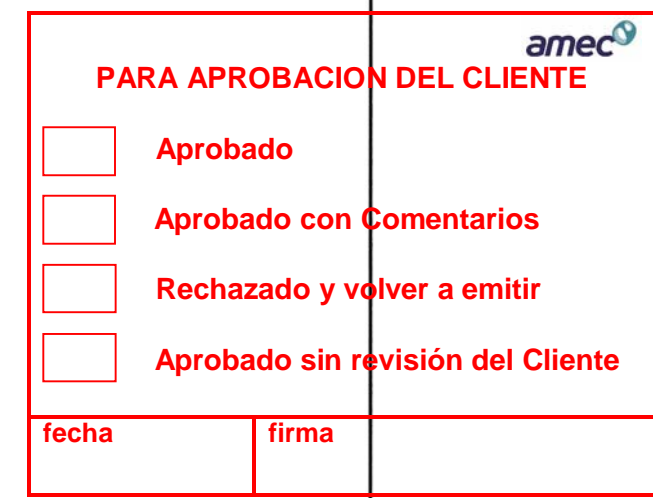 amec
PARA APROBACION DEL CLIENTE
Aprobado
Aprobado con Comentarios
Rechazado y volver a emitir
Aprobado sin revisión del Cliente
fecha firma